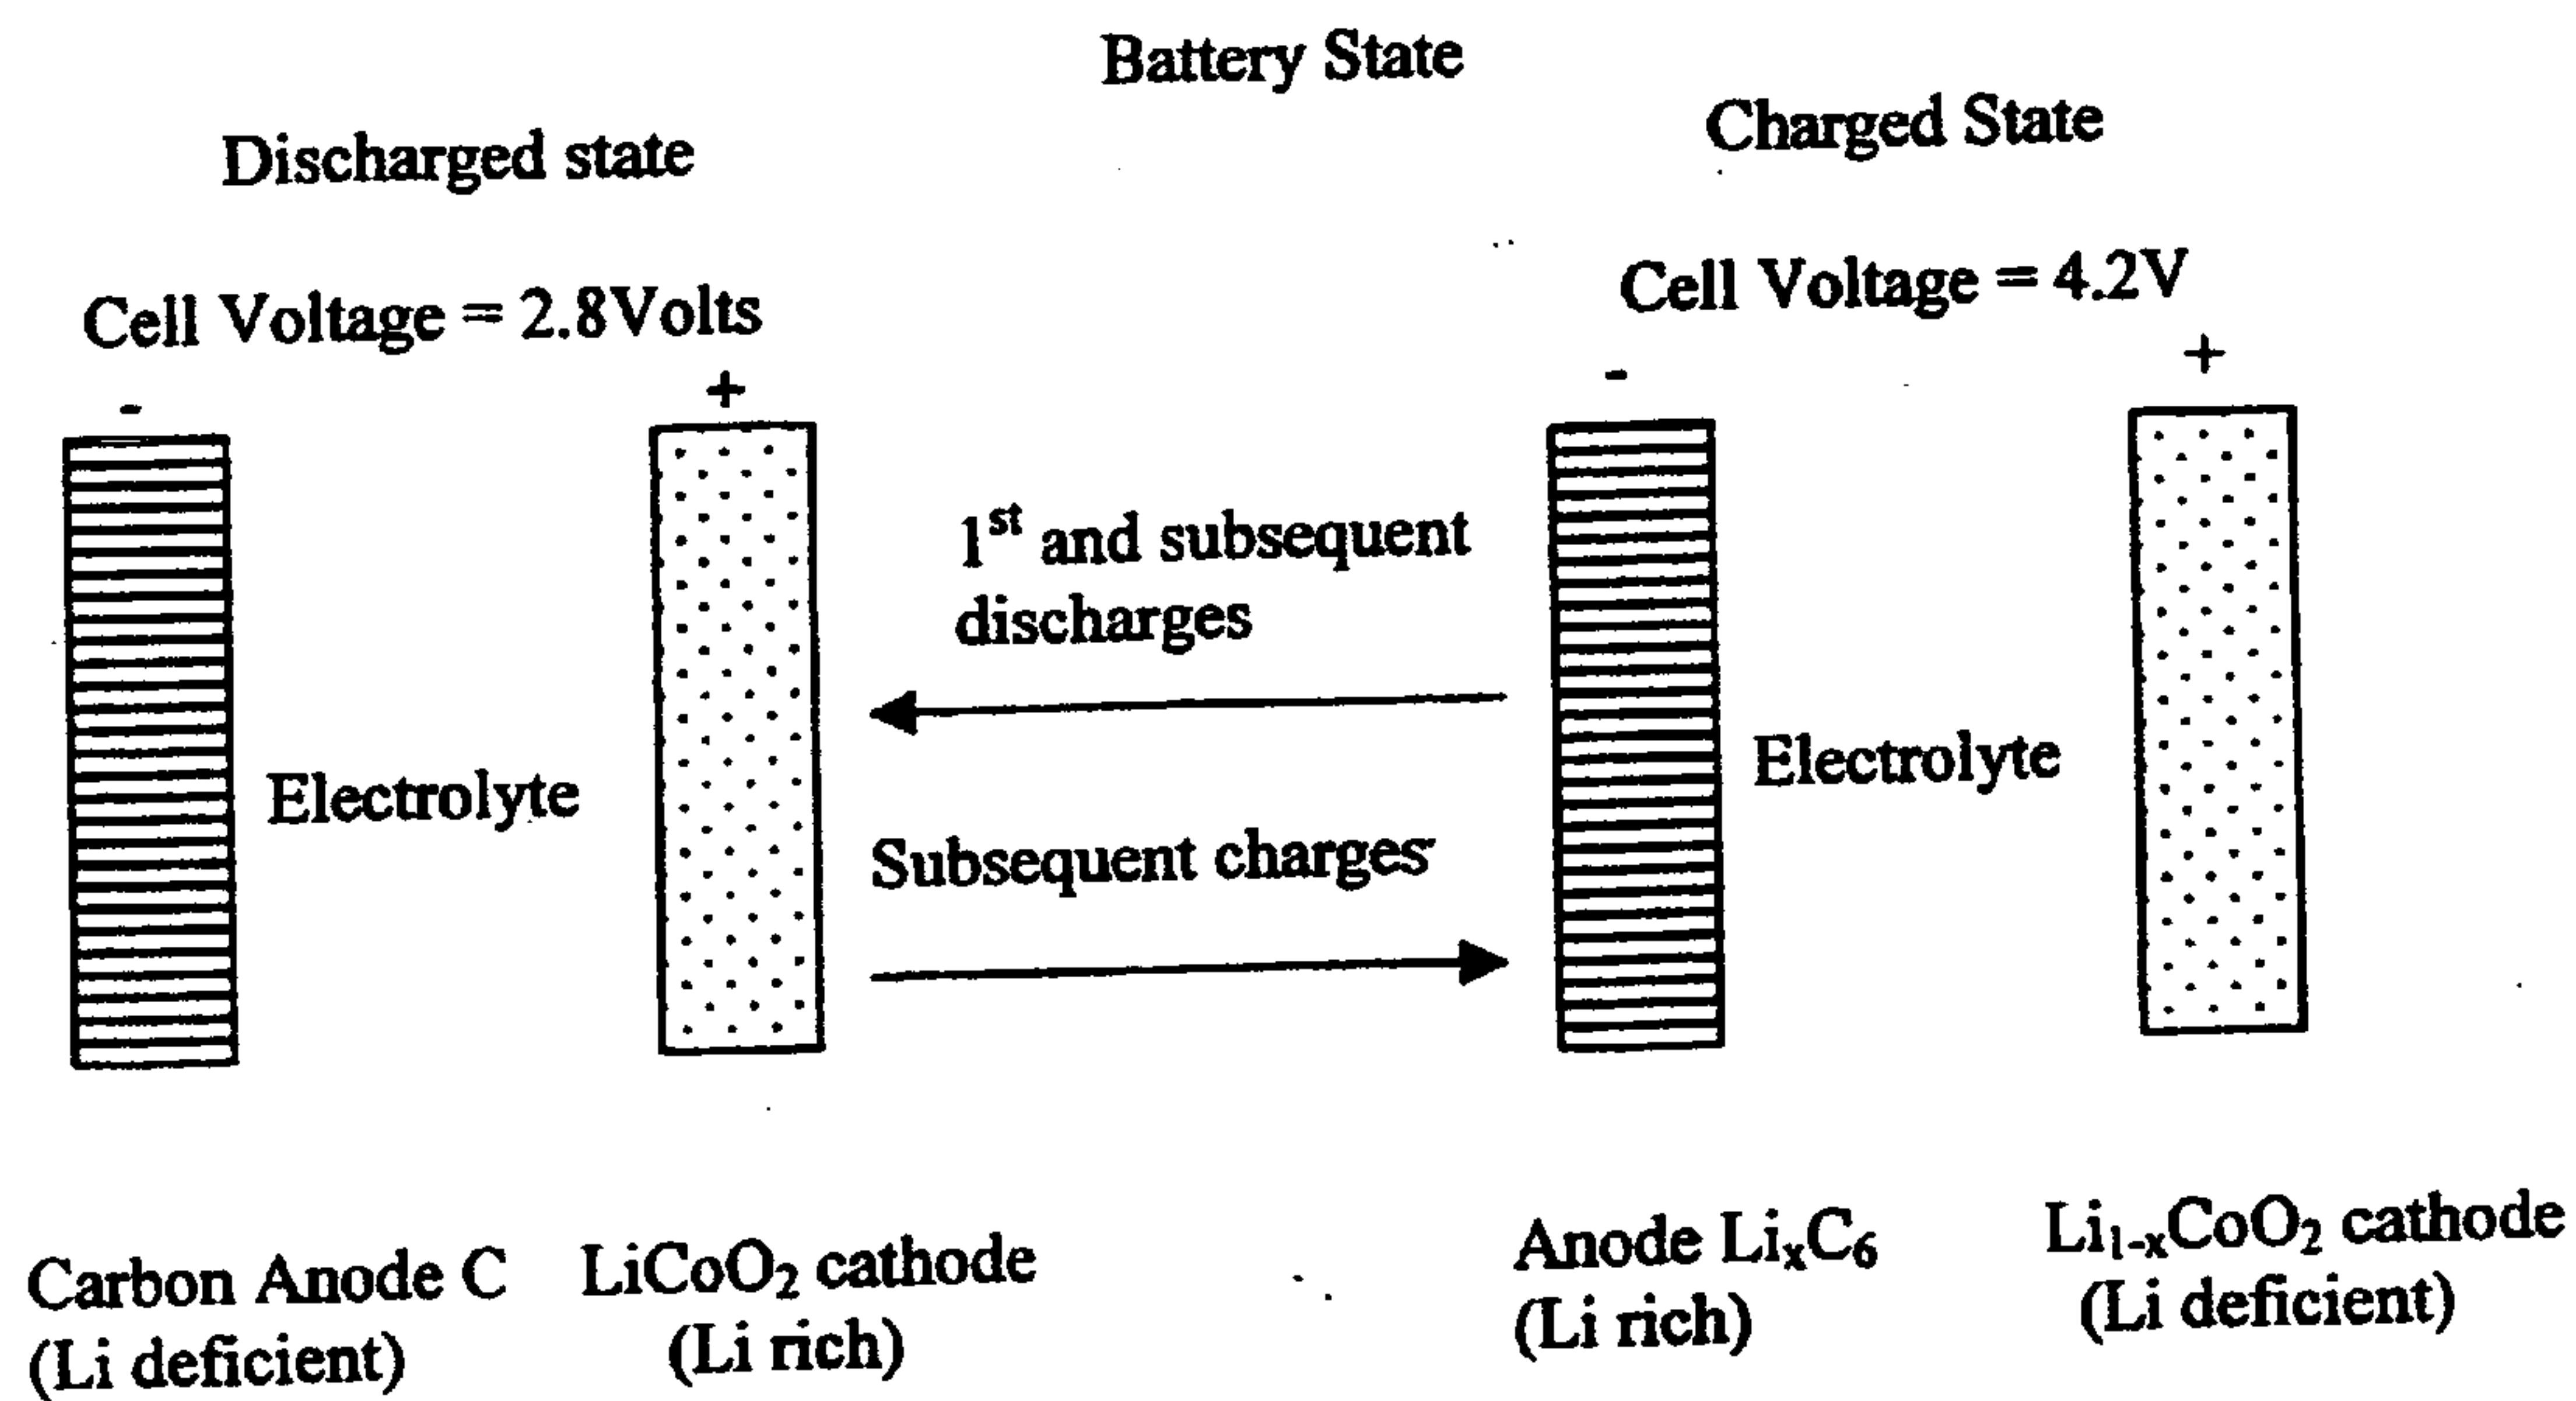 Battery State
Discharged state
Charged State
Cell Voltage = 2.8Volts
Cell Voltage = 4.2V
- +
- +
1st and subsequent
discharges
Electrolyte
Electrolyte
Subsequent charges
Carbon Anode C
(Li deficient)
LiCoO₂ cathode
(Li rich)
Anode LiₓC₆
(Li rich)
Li₁₋ₓCoO₂ cathode
(Li deficient)